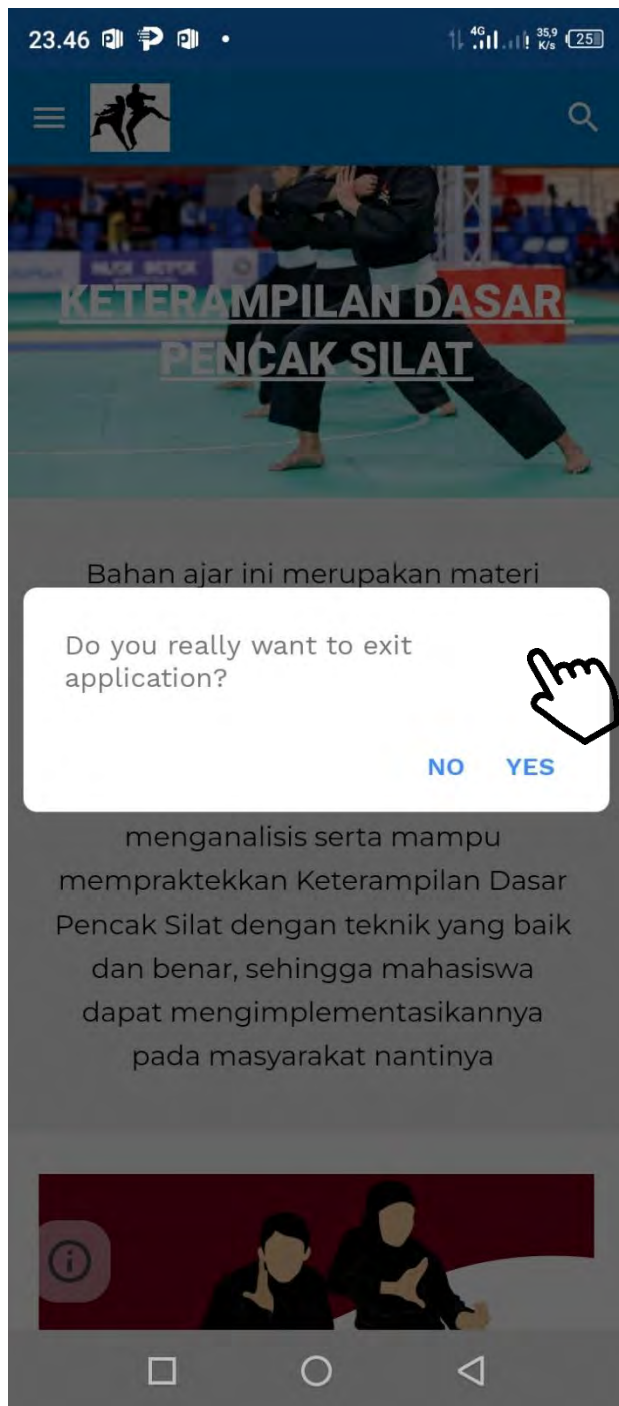 23.46
4G
35,9
K/s
25
KETERAMPILAN DASAR
PENCAK SILAT
Bahan ajar ini merupakan materi
Do you really want to exit
application?
NO YES
menganalisis serta mampu
mempraktekkan Keterampilan Dasar
Pencak Silat dengan teknik yang baik
dan benar, sehingga mahasiswa
dapat mengimplementasikannya
pada masyarakat nantinya